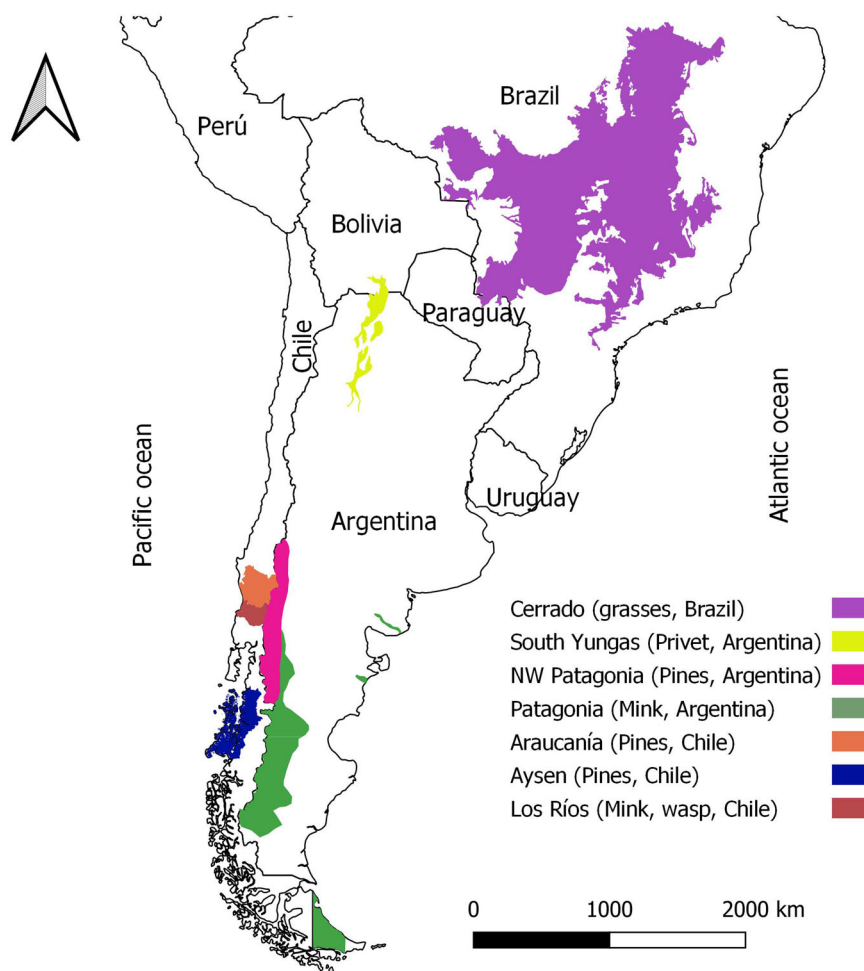 Brazil
Perú
Bolivia
Paraguay
Chile
Pacific ocean
Atlantic ocean
Uruguay
Argentina
Cerrado (grasses, Brazil)
South Yungas (Privet, Argentina)
NW Patagonia (Pines, Argentina)
Patagonia (Mink, Argentina)
Araucanía (Pines, Chile)
Aysen (Pines, Chile)
Los Ríos (Mink, wasp, Chile)
0 1000 2000 km